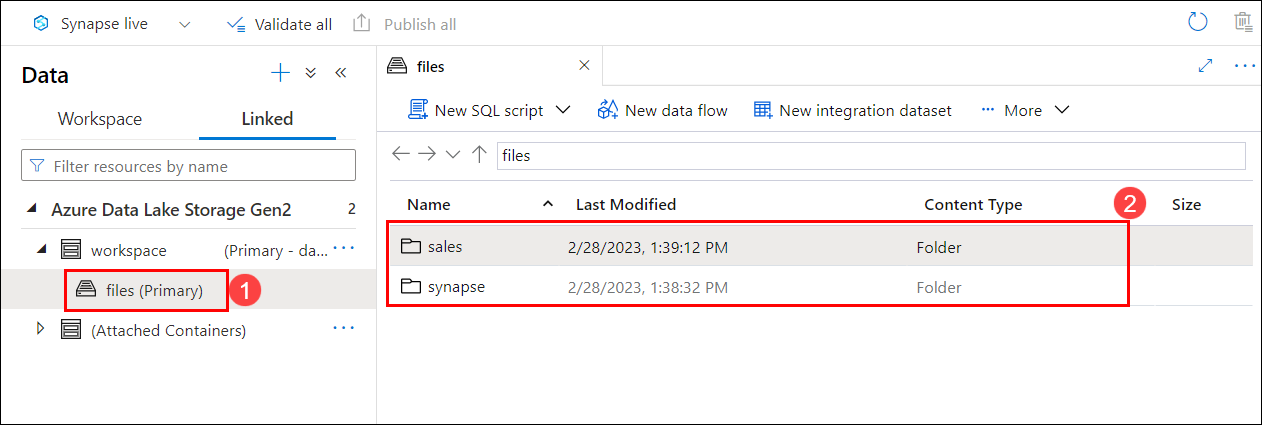 Synapse live Validate all Publish all
Data
Workspace Linked
Filter resources by name
Azure Data Lake Storage Gen2 2
workspace (Primary - da... ...
files (Primary) 1
(Attached Containers) ...
files ...
New SQL script New data flow New integration dataset ... More
files
Name Last Modified Content Type 2 Size
sales 2/28/2023, 1:39:12 PM Folder
synapse 2/28/2023, 1:38:32 PM Folder